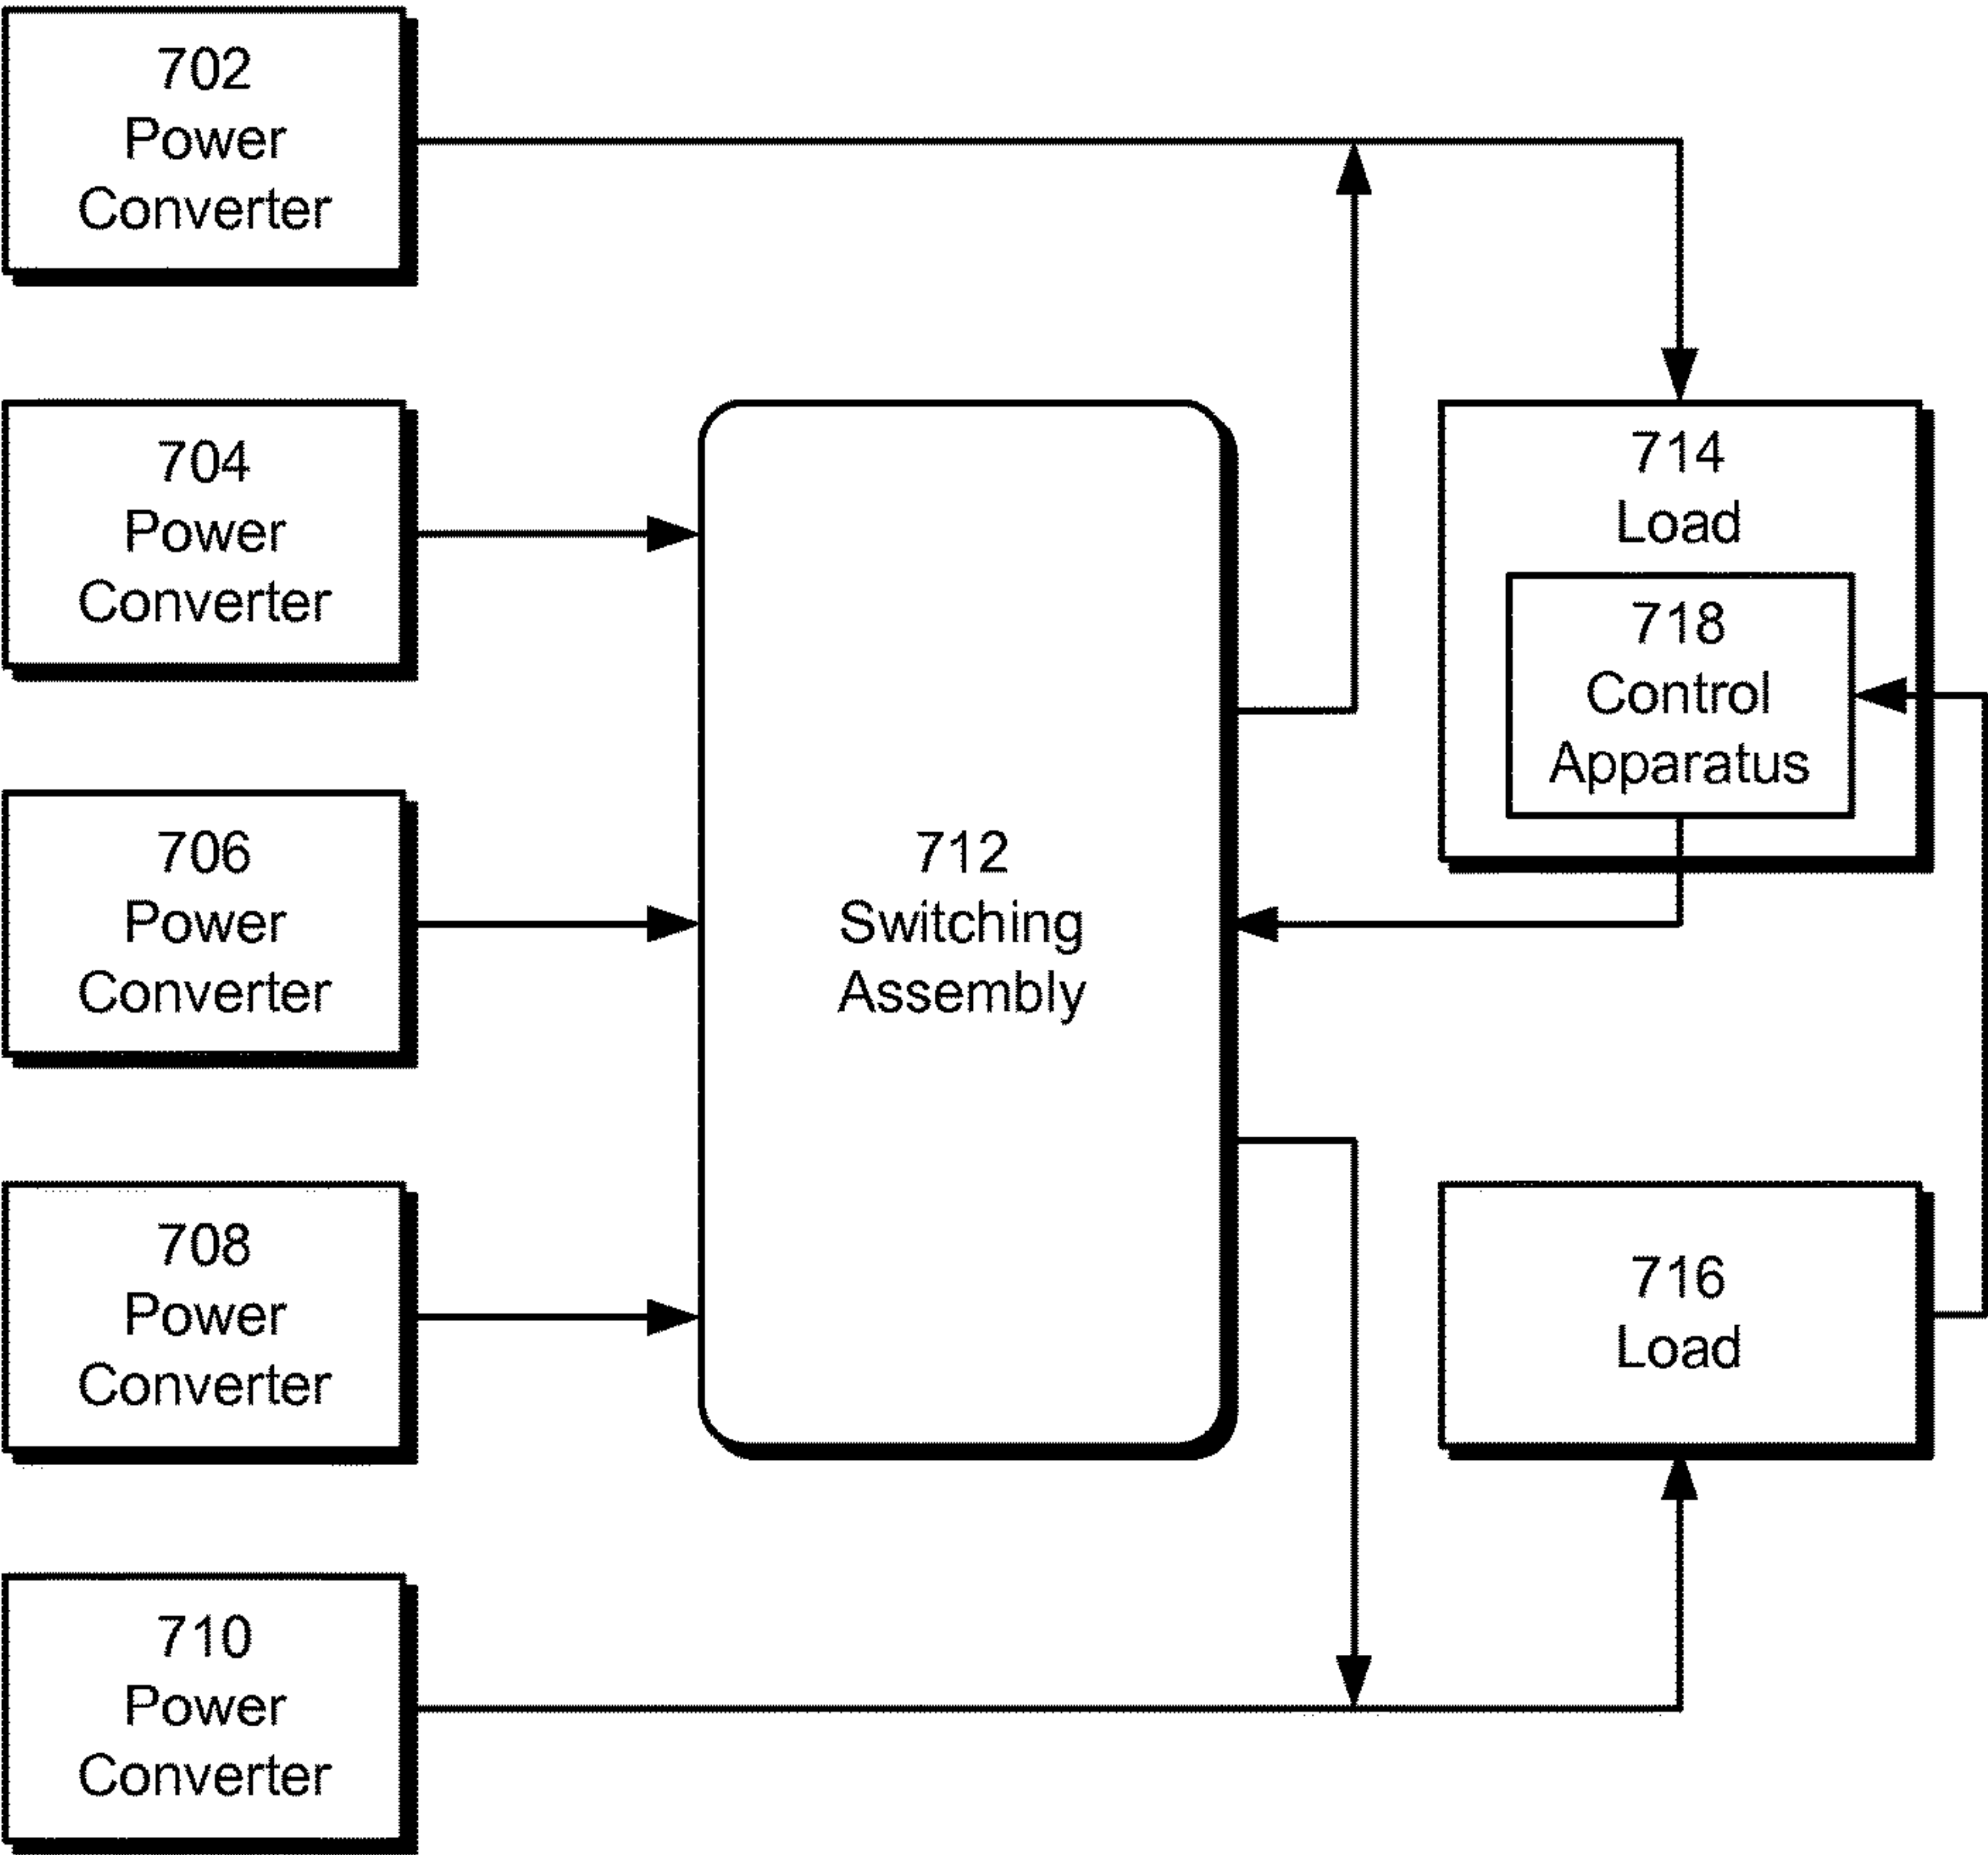 702
Power
Converter
704
Power
Converter
706
Power
Converter
708
Power
Converter
710
Power
Converter
712
Switching
Assembly
714
Load
718
Control
Apparatus
716
Load